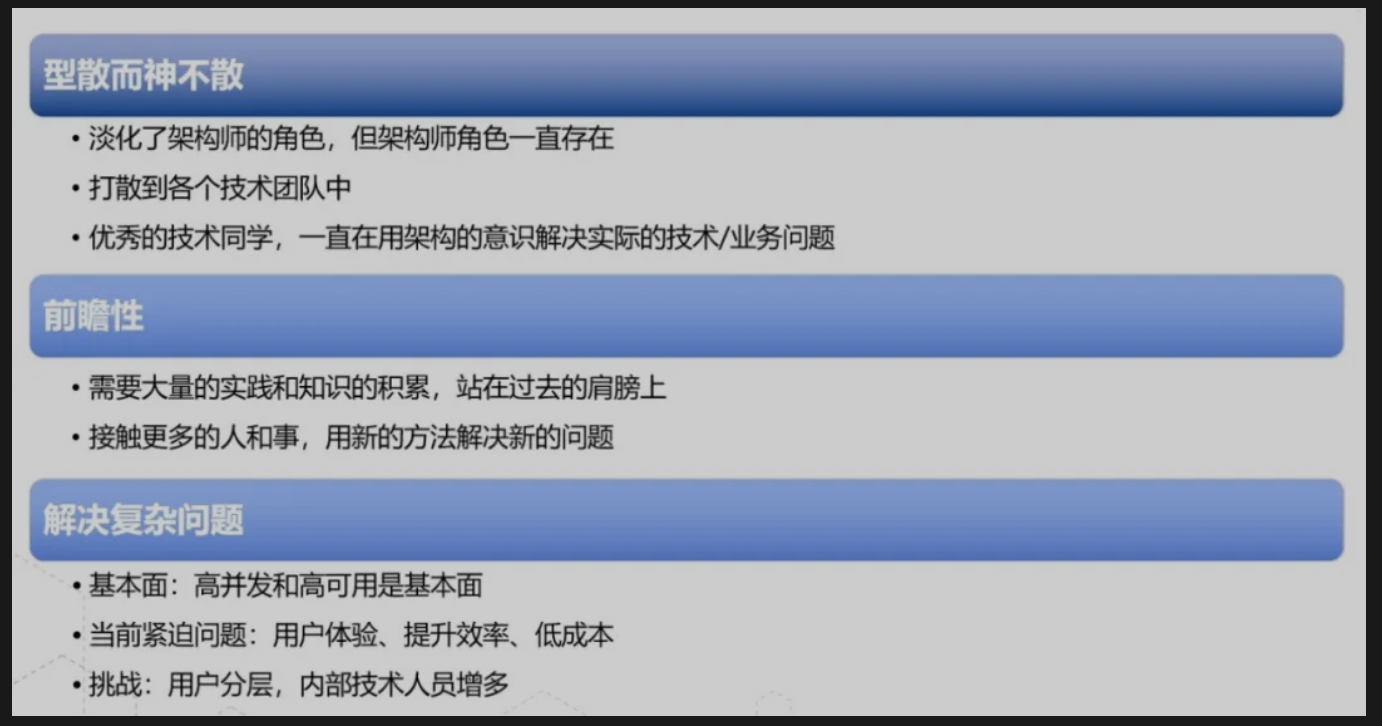 型散而神不散
• 淡化了架构师的角色，但架构师角色一直存在
• 打散到各个技术团队中
• 优秀的技术同学，一直在用架构的意识解决实际的技术/业务问题
前瞻性
• 需要大量的实践和知识的积累，站在过去的肩膀上
• 接触更多的人和事，用新的方法解决新的问题
解决复杂问题
• 基本面：高并发和高可用是基本面
• 当前紧迫问题：用户体验、提升效率、低成本
• 挑战：用户分层，内部技术人员增多